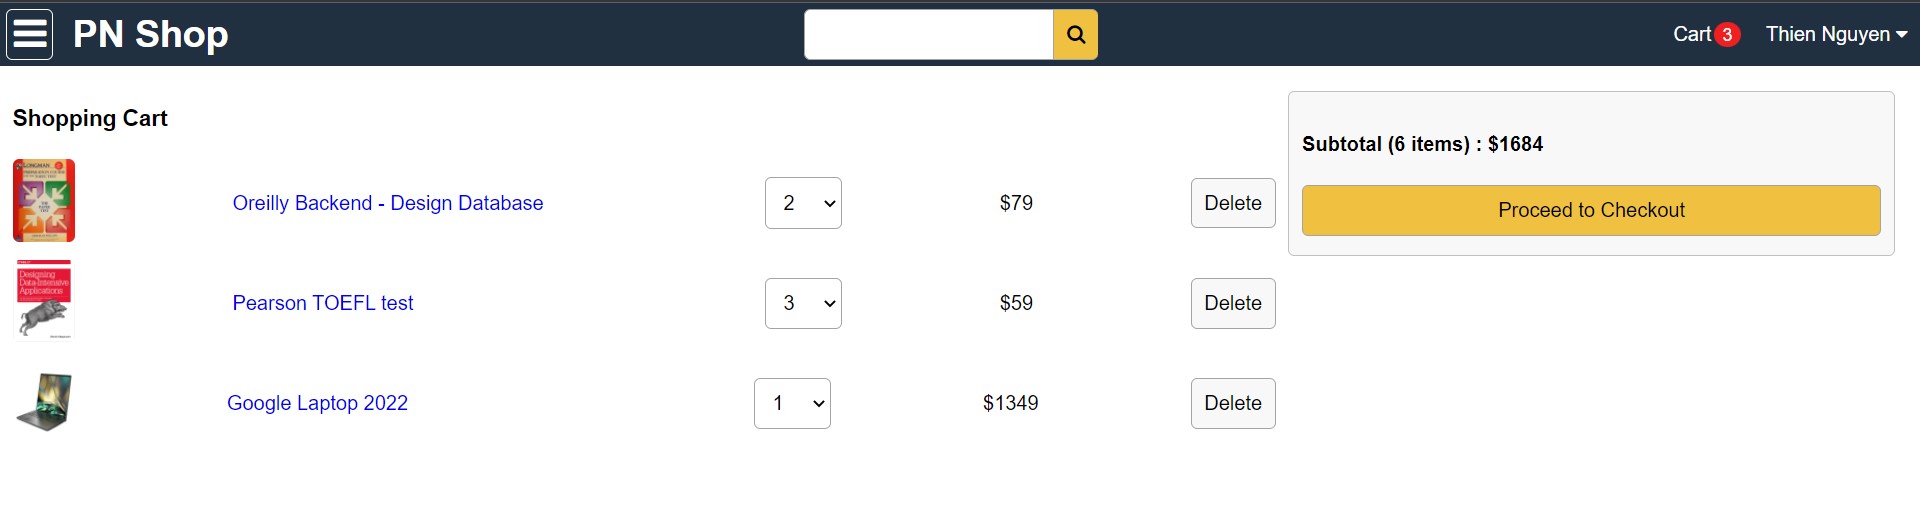 PN Shop
Cart 3
Thien Nguyen
Shopping Cart
LONGMAN
Oreilly Backend - Design Database
2
$79
Delete
Subtotal (6 items) : $1684
Proceed to Checkout
Designing
Data-Intensive
Applications
Pearson TOEFL test
3
$59
Delete
Google Laptop 2022
1
$1349
Delete